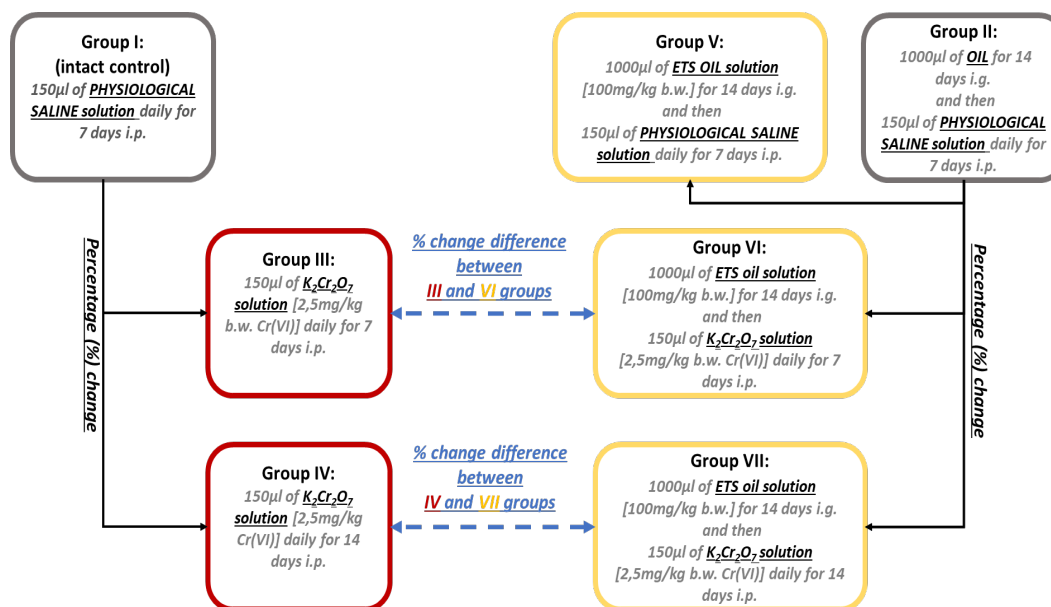 Group I:
(intact control)
150µl of PHYSIOLOGICAL
SALINE solution daily for
7 days i.p.
Group V:
1000µl of ETS OIL solution
[100mg/kg b.w.] for 14 days i.g.
and then
150µl of PHYSIOLOGICAL SALINE
solution daily for 7 days i.p.
Group II:
1000µl of OIL for 14
days i.g.
and then
150µl of PHYSIOLOGICAL
SALINE solution daily for
7 days i.p.
Percentage (%) change
Group III:
150µl of K₂Cr₂O₇
solution [2,5mg/kg
b.w. Cr(VI)] daily for 7
days i.p.
% change difference
between
III and VI groups
Group VI:
1000µl of ETS oil solution
[100mg/kg b.w.] for 14 days i.g.
and then
150µl of K₂Cr₂O₇ solution
[2,5mg/kg b.w. Cr(VI)] daily for 7
days i.p.
Percentage (%) change
Group IV:
150µl of K₂Cr₂O₇
solution [2,5mg/kg
Cr(VI)] daily for 14
days i.p.
% change difference
between
IV and VII groups
Group VII:
1000µl of ETS oil solution
[100mg/kg b.w.] for 14 days i.g.
and then
150µl of K₂Cr₂O₇ solution
[2,5mg/kg b.w. Cr(VI)] daily for 14
days i.p.